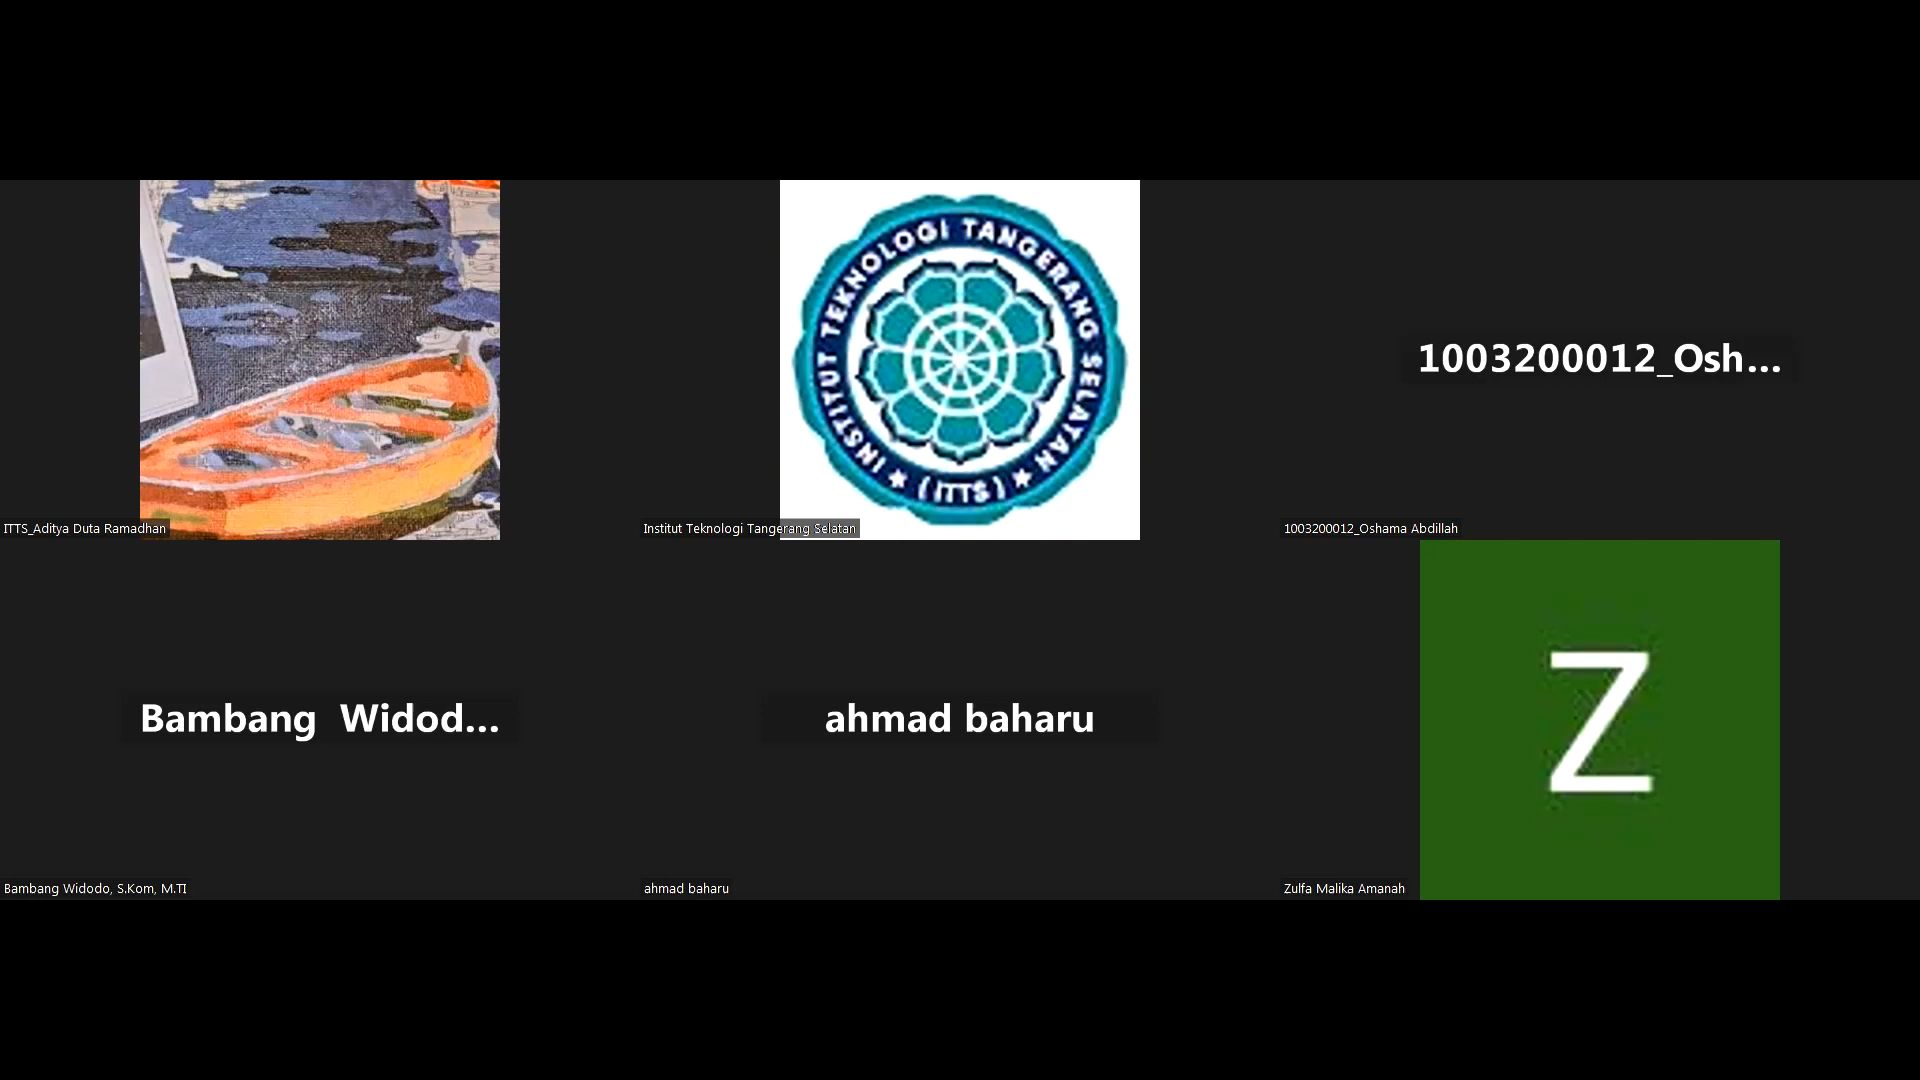 INSTITUT TEKNOLOGI TANGERANG SELATAN
★ (ITTS) ★
1003200012_Osh...
ITTS_Aditya Duta Ramadhan
Institut Teknologi Tangerang Selatan
1003200012_Oshama Abdillah
Bambang  Widod...
ahmad baharu
Z
Bambang Widodo, S.Kom, M.TI
ahmad baharu
Zulfa Malika Amanah